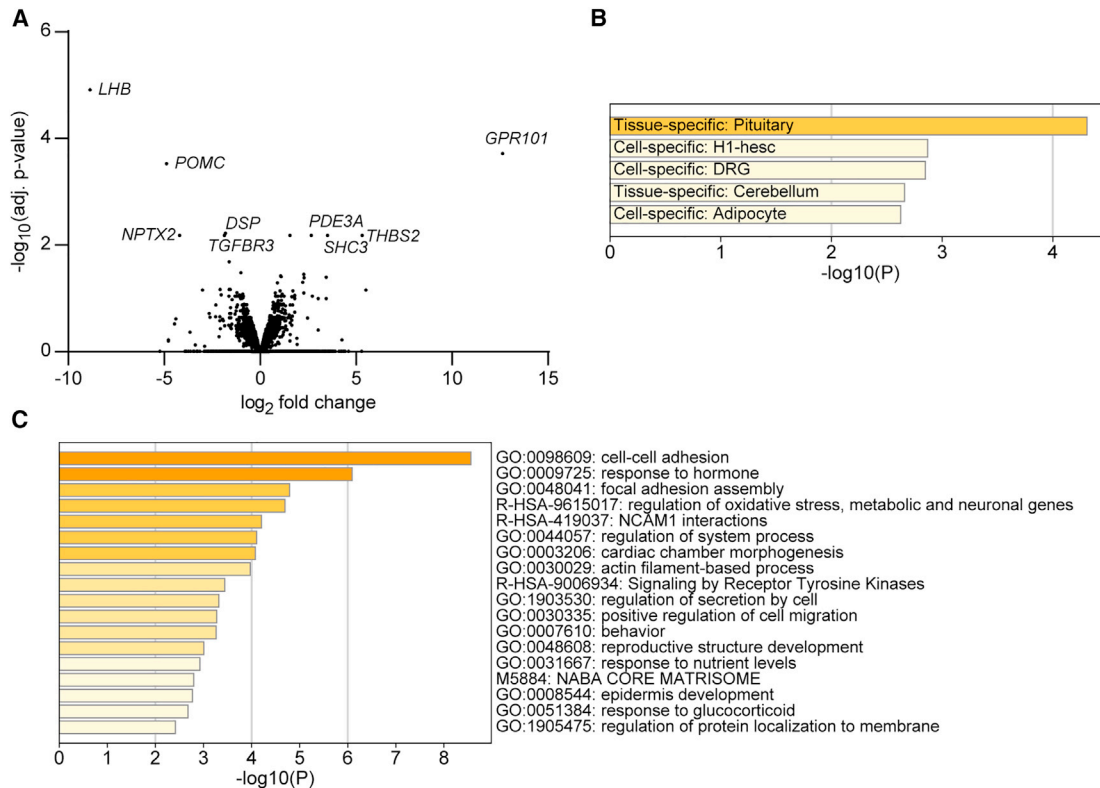 A
6
4
2
0
-log10(adj. p-value)
-10
-5
0
5
10
15
log2 fold change
LHB
GPR101
POMC
NPTX2
DSP
TGFBR3
PDE3A
SHC3
THBS2
B
Tissue-specific: Pituitary
Cell-specific: H1-hesc
Cell-specific: DRG
Tissue-specific: Cerebellum
Cell-specific: Adipocyte
0
1
2
3
4
-log10(P)
C
GO:0098609: cell-cell adhesion
GO:0009725: response to hormone
GO:0048041: focal adhesion assembly
R-HSA-9615017: regulation of oxidative stress, metabolic and neuronal genes
R-HSA-419037: NCAM1 interactions
GO:0044057: regulation of system process
GO:0003206: cardiac chamber morphogenesis
GO:0030029: actin filament-based process
R-HSA-9006934: Signaling by Receptor Tyrosine Kinases
GO:1903530: regulation of secretion by cell
GO:0030335: positive regulation of cell migration
GO:0007610: behavior
GO:0048608: reproductive structure development
GO:0031667: response to nutrient levels
M5884: NABA CORE MATRISOME
GO:0008544: epidermis development
GO:0051384: response to glucocorticoid
GO:1905475: regulation of protein localization to membrane
0
1
2
3
4
5
6
7
8
-log10(P)